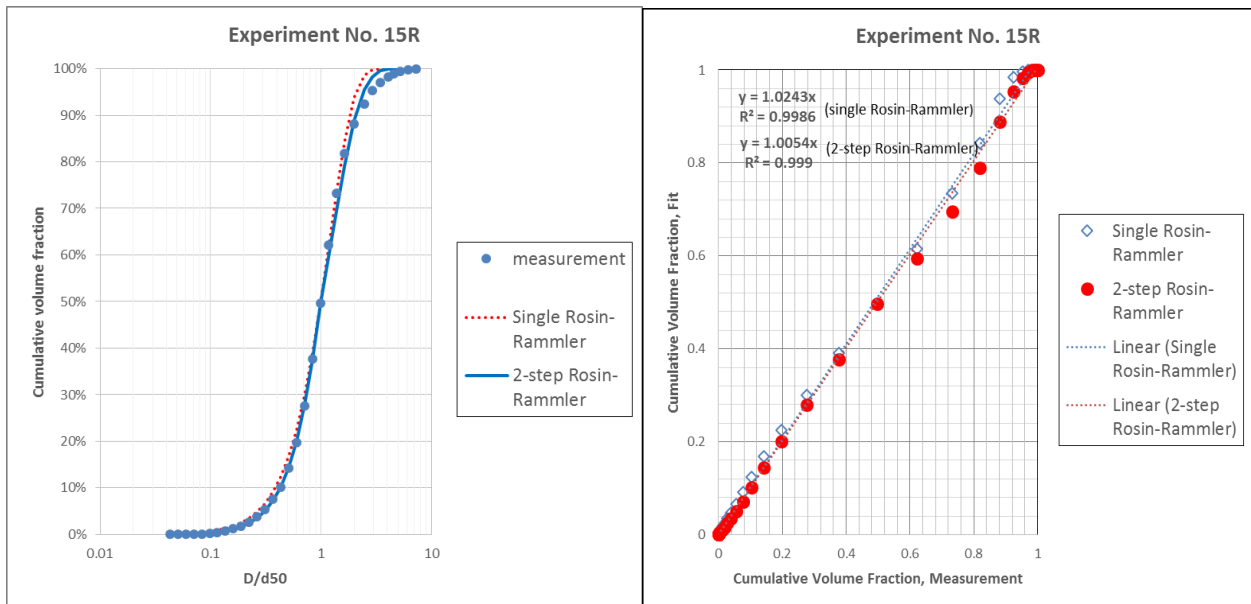 Experiment No. 15R
100%
90%
80%
70%
60%
50%
40%
30%
20%
10%
0%
0.01
0.1
1
10
Cumulative volume fraction
D/d50
measurement
Single Rosin-
Rammler
2-step Rosin-
Rammler
Experiment No. 15R
1
0.8
0.6
0.4
0.2
0
0
0.2
0.4
0.6
0.8
1
Cumulative Volume Fraction, Fit
Cumulative Volume Fraction, Measurement
y = 1.0243x
R² = 0.9986
(single Rosin-Rammler)
y = 1.0054x
R² = 0.999
(2-step Rosin-Rammler)
Single Rosin-
Rammler
2-step Rosin-
Rammler
Linear (Single
Rosin-Rammler)
Linear (2-step
Rosin-Rammler)